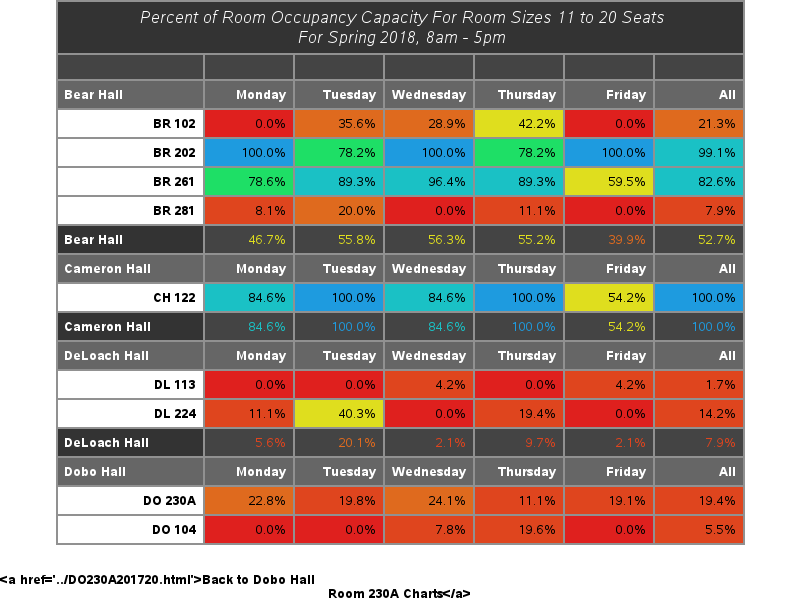 Percent of Room Occupancy Capacity For Room Sizes 11 to 20 Seats
For Spring 2018, 8am - 5pm
Bear Hall Monday Tuesday Wednesday Thursday Friday All
BR 102 0.0% 35.6% 28.9% 42.2% 0.0% 21.3%
BR 202 100.0% 78.2% 100.0% 78.2% 100.0% 99.1%
BR 261 78.6% 89.3% 96.4% 89.3% 59.5% 82.6%
BR 281 8.1% 20.0% 0.0% 11.1% 0.0% 7.9%
Bear Hall 46.7% 55.8% 56.3% 55.2% 39.9% 52.7%
Cameron Hall Monday Tuesday Wednesday Thursday Friday All
CH 122 84.6% 100.0% 84.6% 100.0% 54.2% 100.0%
Cameron Hall 84.6% 100.0% 84.6% 100.0% 54.2% 100.0%
DeLoach Hall Monday Tuesday Wednesday Thursday Friday All
DL 113 0.0% 0.0% 4.2% 0.0% 4.2% 1.7%
DL 224 11.1% 40.3% 0.0% 19.4% 0.0% 14.2%
DeLoach Hall 5.6% 20.1% 2.1% 9.7% 2.1% 7.9%
Dobo Hall Monday Tuesday Wednesday Thursday Friday All
DO 230A 22.8% 19.8% 24.1% 11.1% 19.1% 19.4%
DO 104 0.0% 0.0% 7.8% 19.6% 0.0% 5.5%
<a href='../DO230A201720.html'>Back to Dobo Hall
Room 230A Charts</a>